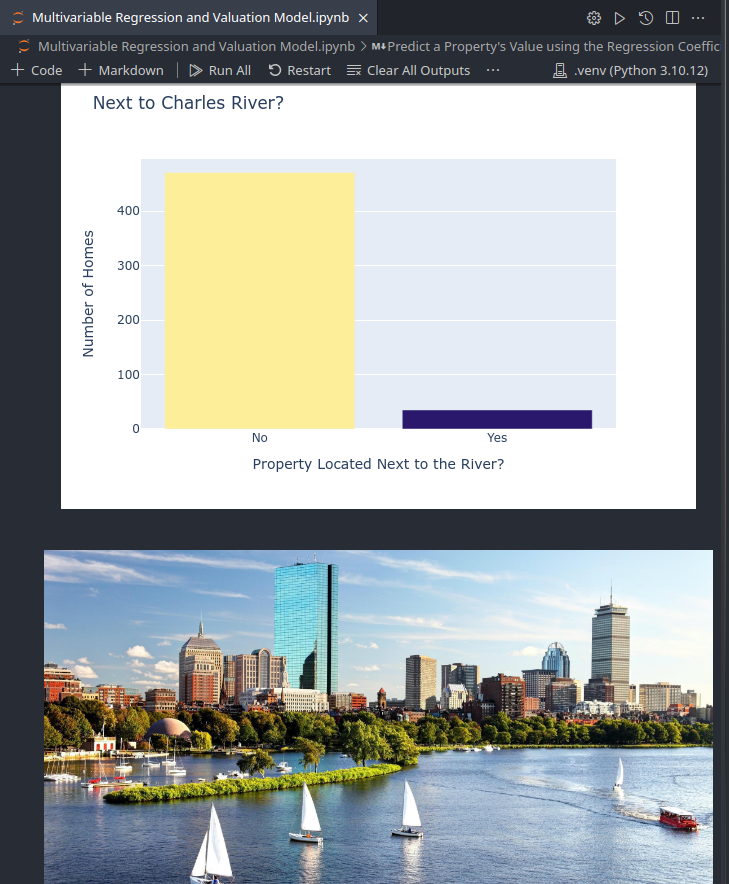 Multivariable Regression and Valuation Model.ipynb
Multivariable Regression and Valuation Model.ipynb > M↓Predict a Property's Value using the Regression Coeffic
Code Markdown Run All Restart Clear All Outputs ... .venv (Python 3.10.12)
Next to Charles River?
400
300
200
100
0
Number of Homes
No Yes
Property Located Next to the River?